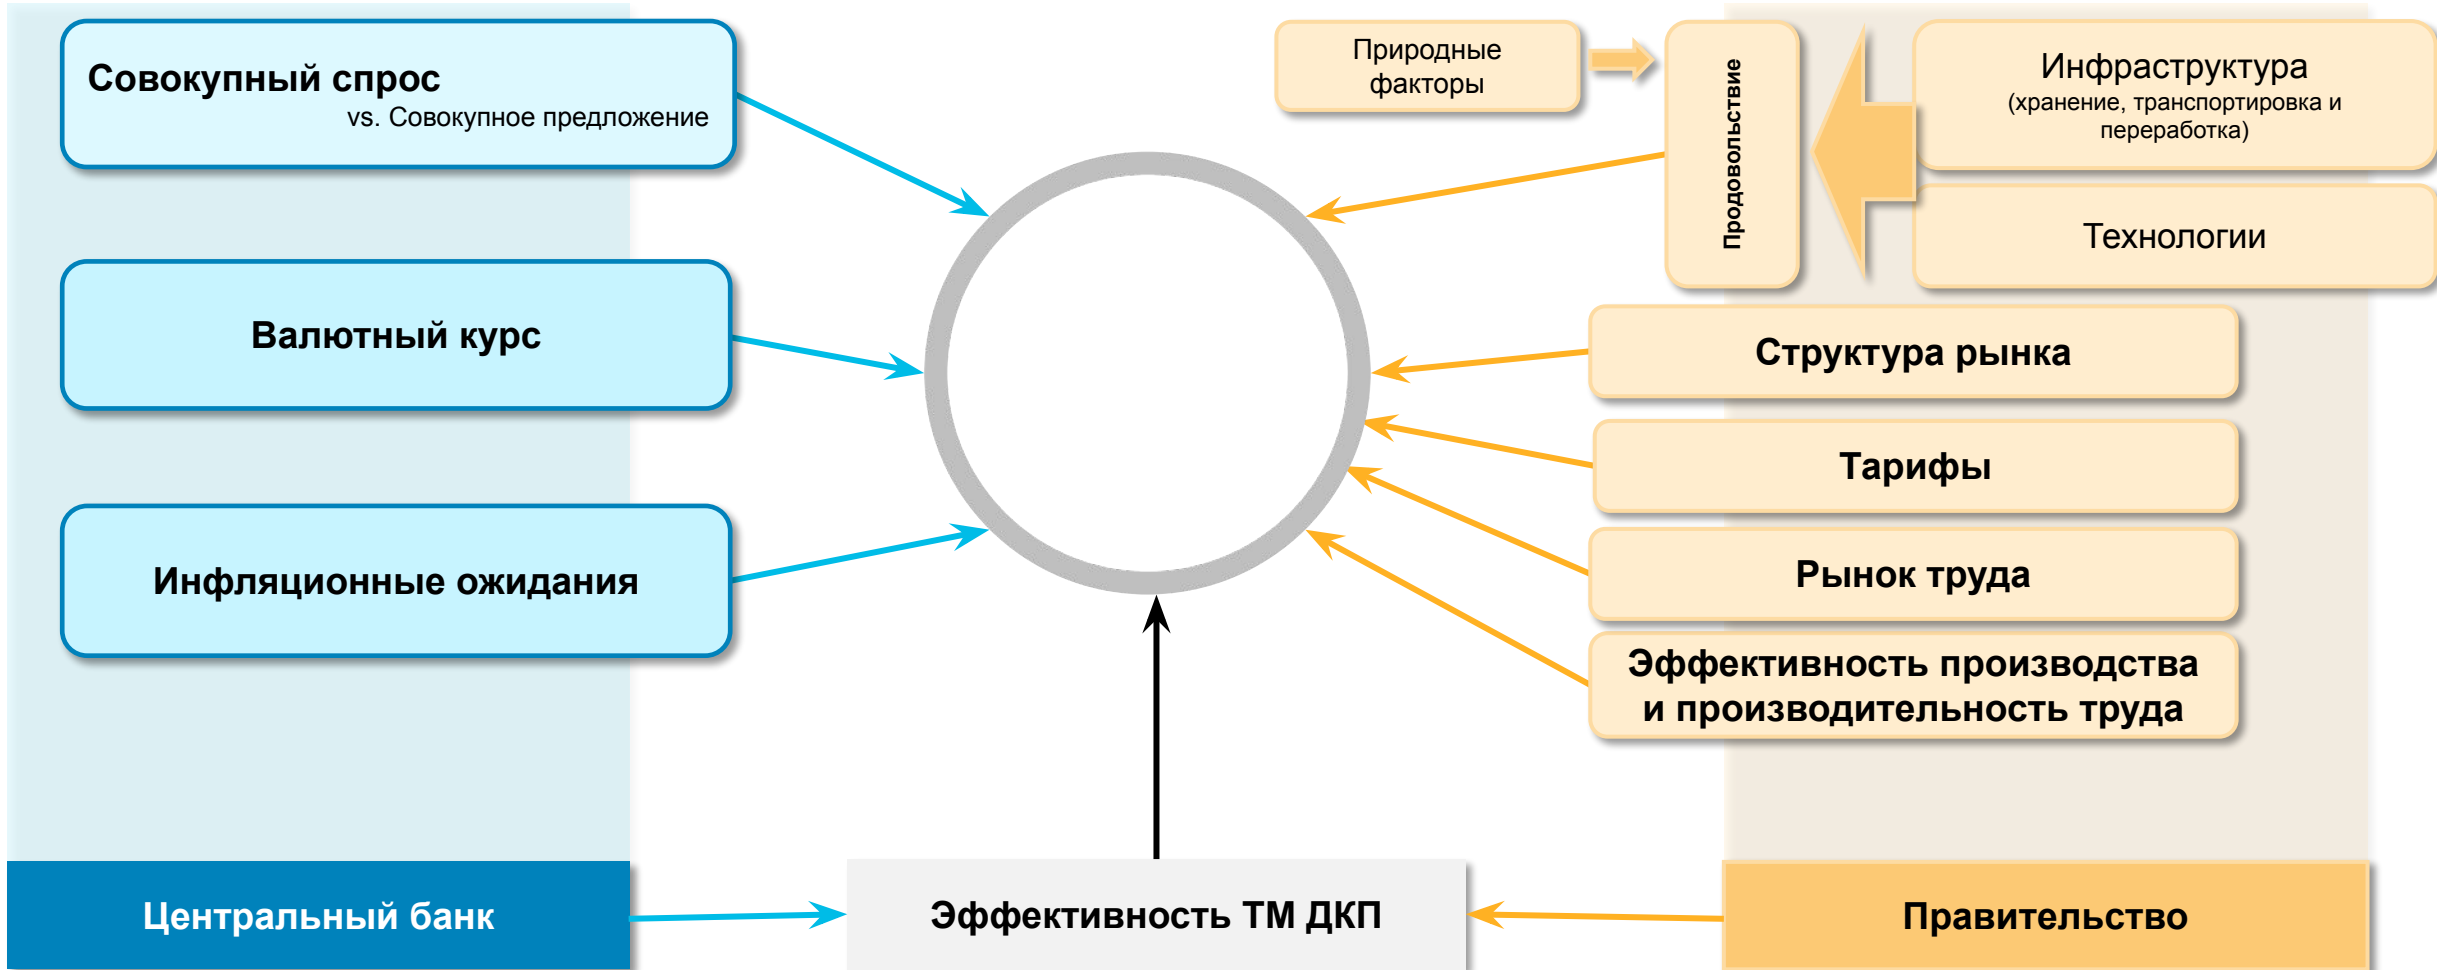 Совокупный спрос
vs. Совокупное предложение
Валютный курс
Инфляционные ожидания
Центральный банк
Эффективность ТМ ДКП
Природные
факторы
Продовольствие
Инфраструктура
(хранение, транспортировка и
переработка)
Технологии
Структура рынка
Тарифы
Рынок труда
Эффективность производства
и производительность труда
Правительство